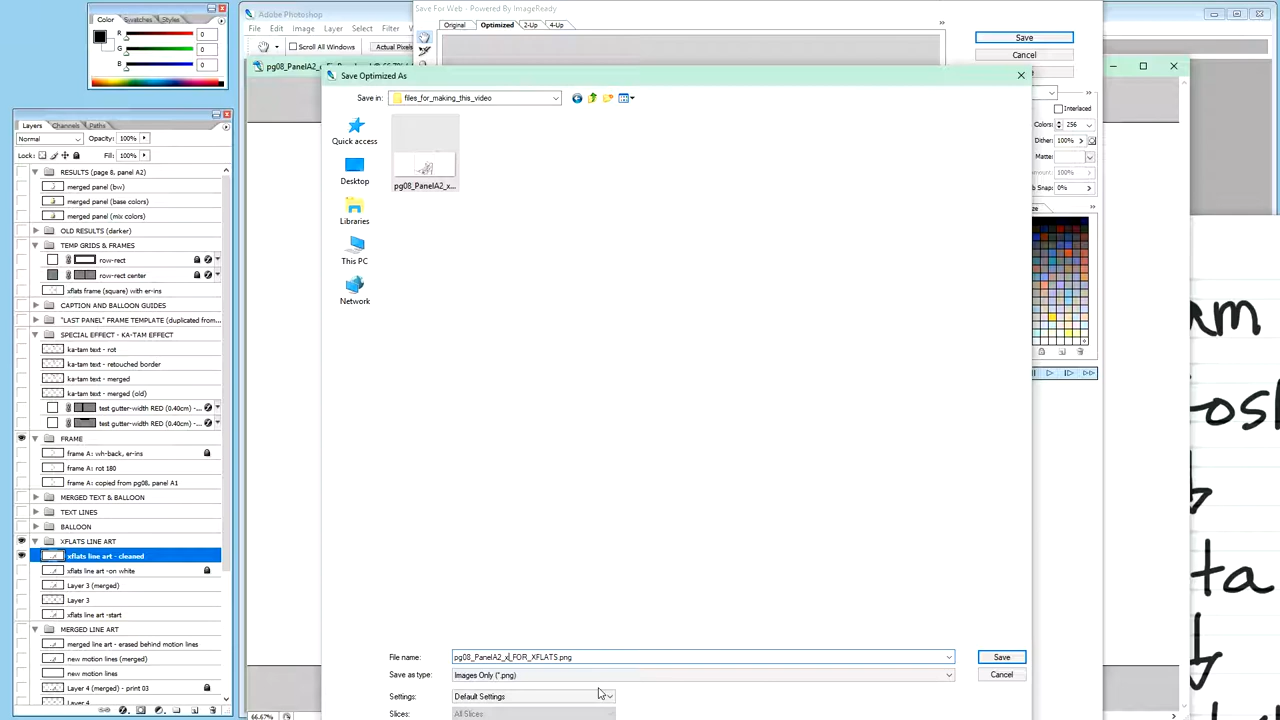 Color
Swatches
Styles
R
0
G
0
B
0
Layers
Channels
Paths
Normal
Opacity:
100%
Lock:
Fill:
100%
RESULTS (page 8, panel A2)
merged panel (bw)
merged panel (base colors)
merged panel (mix colors)
OLD RESULTS (darker)
TEMP GRIDS & FRAMES
row-rect
row-rect center
xflats frame (square) with er-ins
CAPTION AND BALLOON GUIDES
"LAST PANEL" FRAME TEMPLATE (duplicated from...
SPECIAL EFFECT - KA-TAM EFFECT
ka-tam text - rot
ka-tam text - retouched border
ka-tam text - merged
ka-tam text - merged (old)
test gutter-width RED (0.40cm) -...
test gutter-width RED (0.40cm) -...
FRAME
frame A: wh-back, er-ins
frame A: rot 180
frame A: copied from pg08, panel A1
MERGED TEXT & BALLOON
TEXT LINES
BALLOON
XFLATS LINE ART
xflats line art - cleaned
xflats line art -on white
Layer 3 (merged)
Layer 3
xflats line art -start
MERGED LINE ART
merged line art - erased behind motion lines
new motion lines (merged)
new motion lines
Layer 4 (merged) - print 03
Layer 4
Adobe Photoshop
File Edit Image Layer Select
Scroll All Windows
Actual Pixels
Save For Web - Powered By ImageReady
Original
Optimized
2-Up
4-Up
Save
Cancel
Interlaced
Colors:
256
Dither:
100%
Matte:
100%
b Snap:
0%
Save Optimized As
Save in:
files_for_making_this_video
Quick access
Desktop
Libraries
This PC
Network
pg08_PanelA2_x...
File name:
pg08_PanelA2_x_FOR_XFLATS.png
Save
Save as type:
Images Only (*.png)
Cancel
Settings:
Default Settings
Slices:
All Slices
66.67%
am
ta